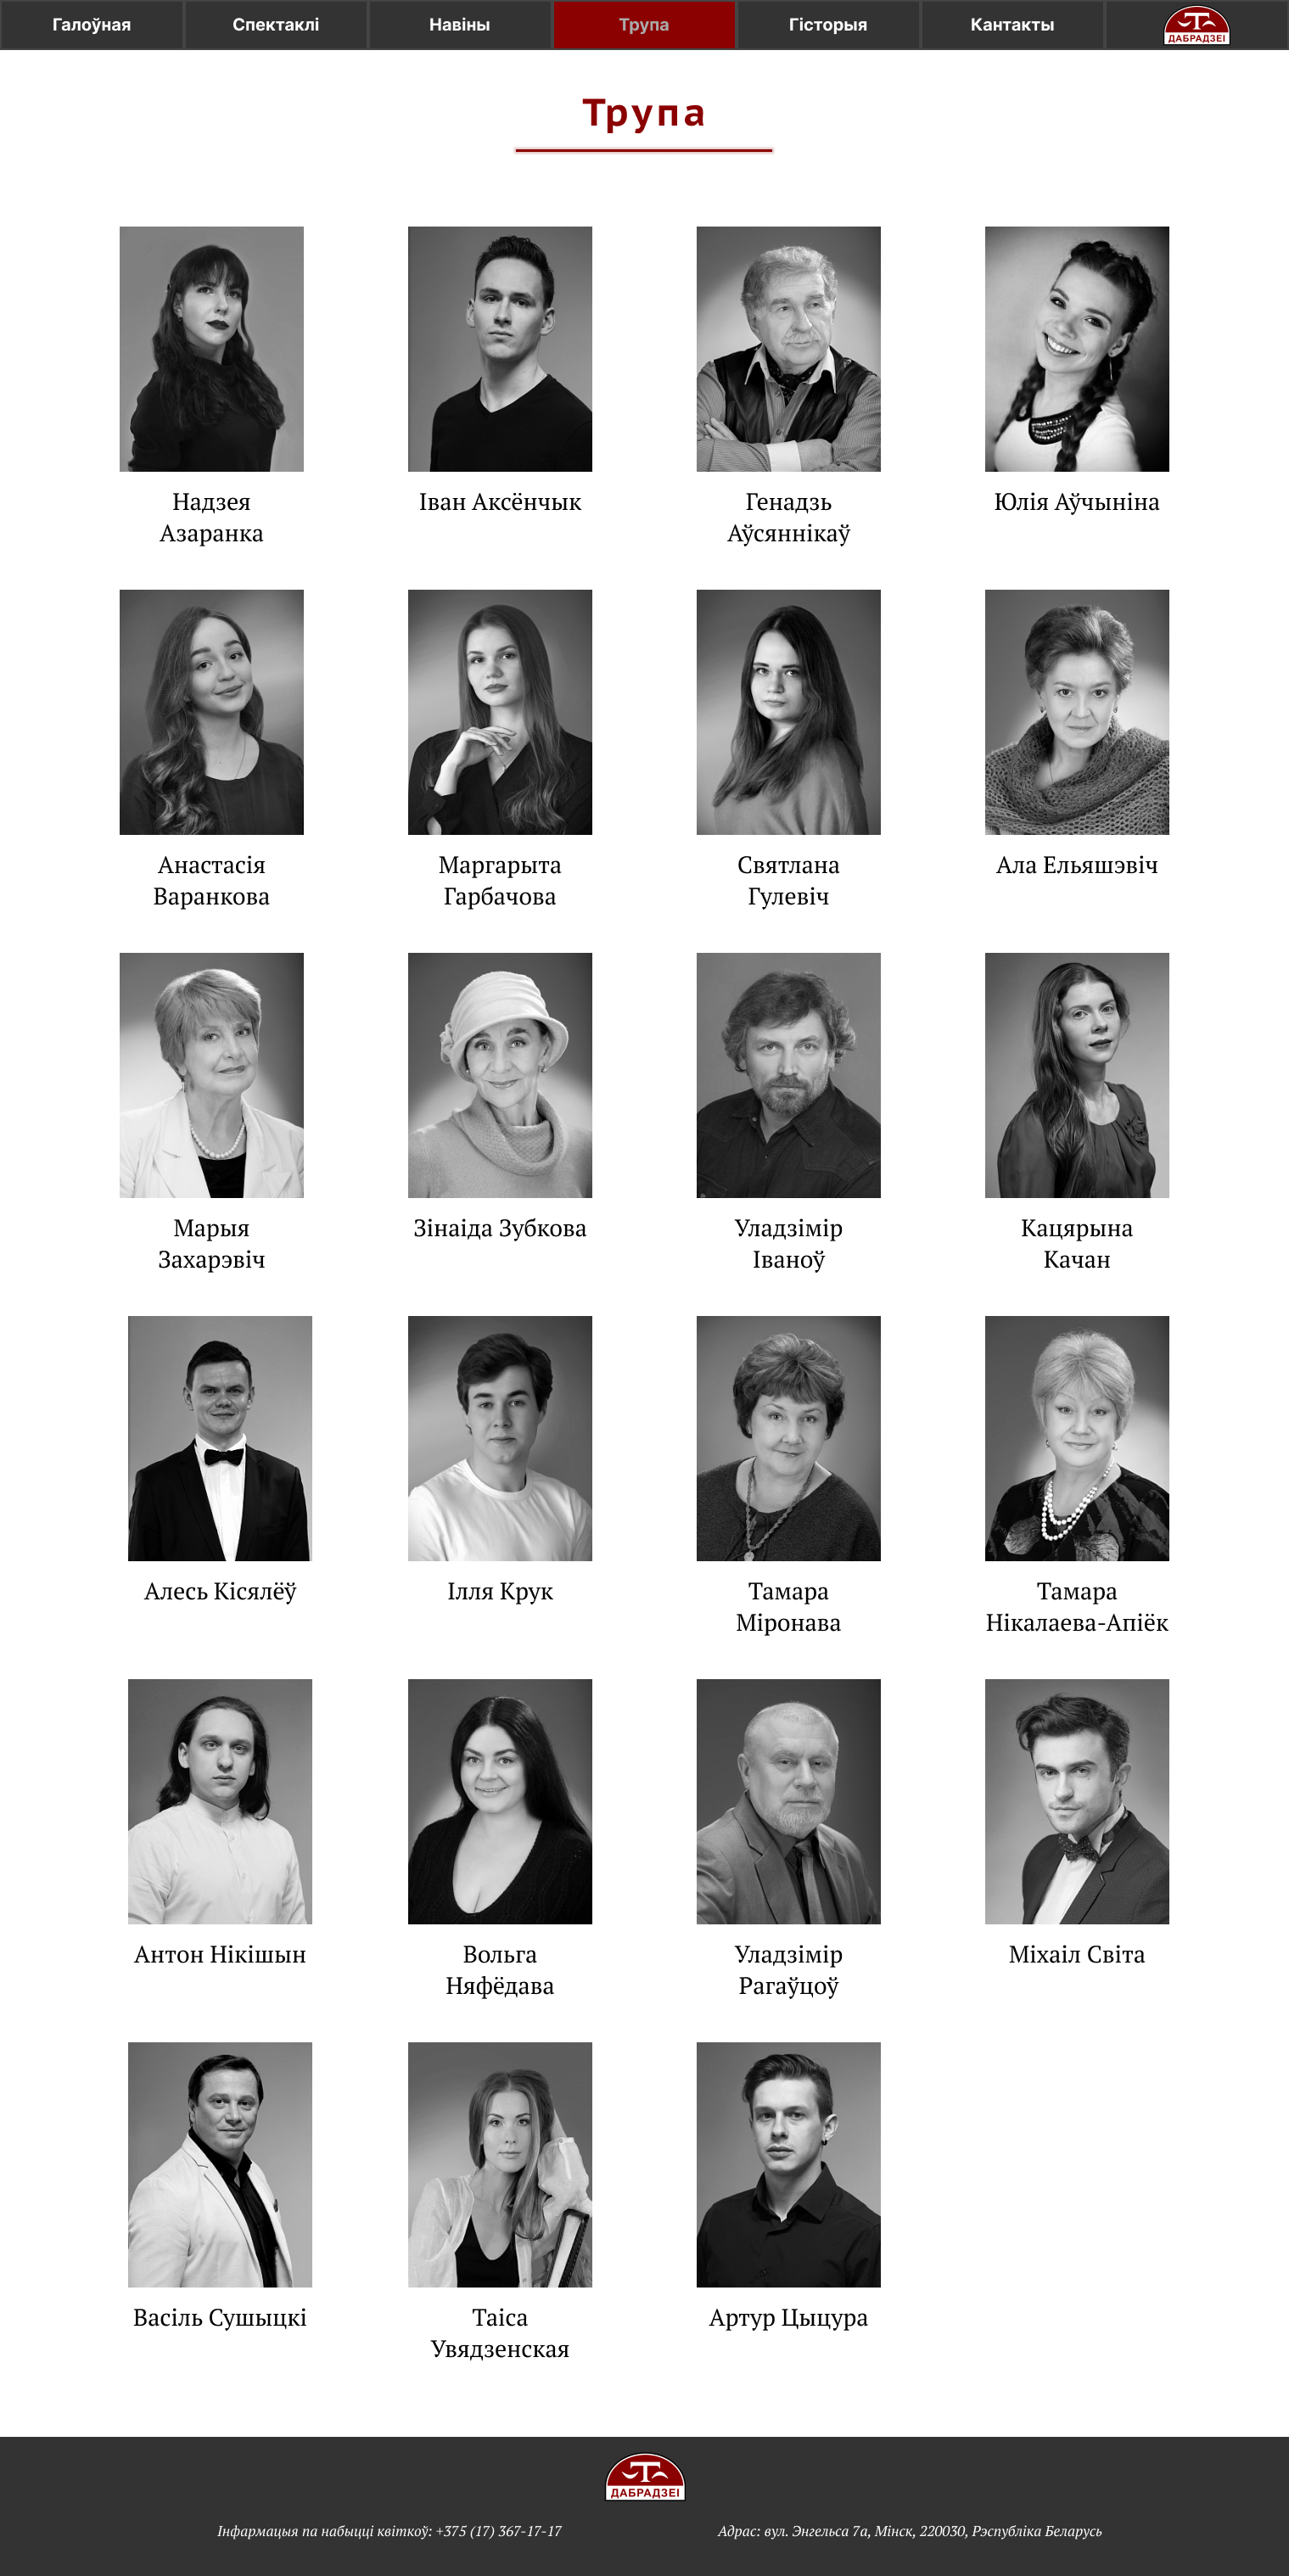 Галоўная Спектаклі Навіны Трупа Гісторыя Кантакты ДАБРАДЗЕІ
Трупа
Надзея
Азаранка
Іван Аксёнчык
Генадзь
Аўсяннікаў
Юлія Аўчыніна
Анастасія
Варанкова
Маргарыта
Гарбачова
Святлана
Гулевіч
Ала Ельяшэвіч
Марыя
Захарэвіч
Зінаіда Зубкова
Уладзімір
Іваноў
Кацярына
Качан
Алесь Кісялёў
Ілля Крук
Тамара
Міронава
Тамара
Нікалаева-Апіёк
Антон Нікішын
Вольга
Няфёдава
Уладзімір
Рагаўцоў
Міхаіл Світа
Васіль Сушыцкі
Таіса
Увядзенская
Артур Цыцура
ДАБРАДЗЕІ
Інфармацыя па набыцці квіткоў: +375 (17) 367-17-17
Адрас: вул. Энгельса 7а, Мінск, 220030, Рэспубліка Беларусь